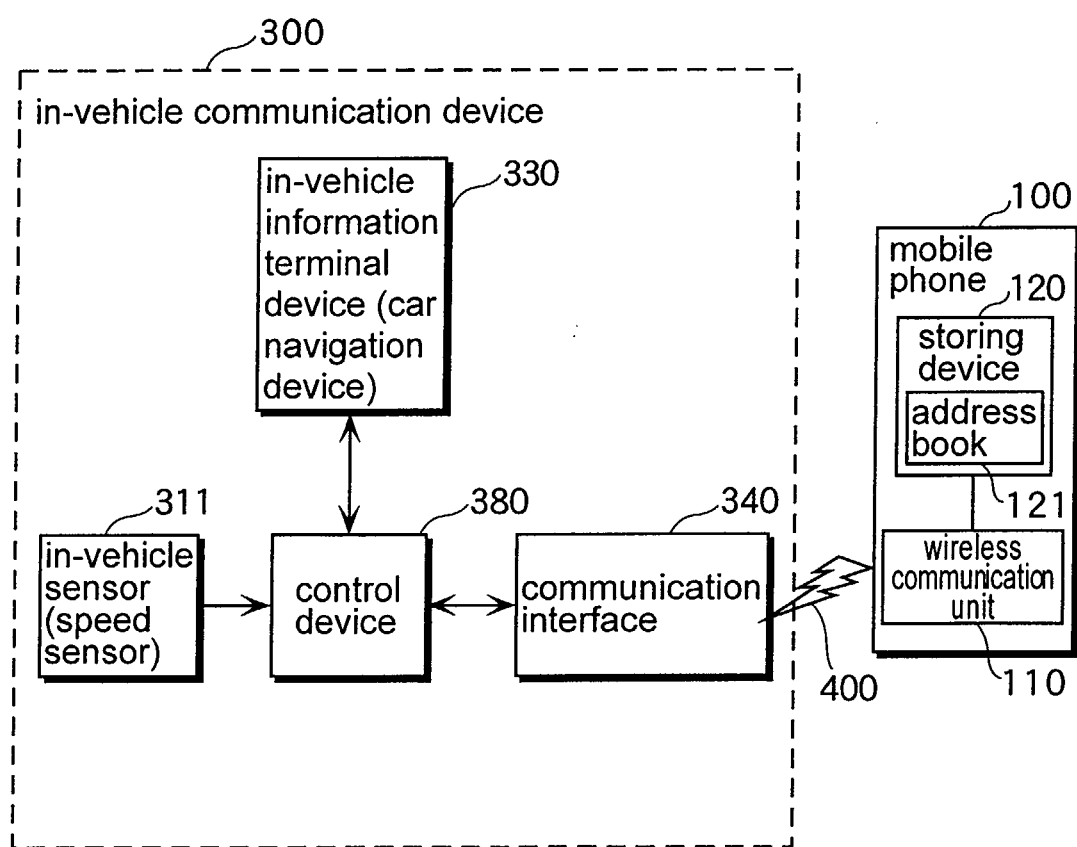 300
in-vehicle communication device
in-vehicle
information
terminal
device (car
navigation
device)
330
100
mobile
phone
120
storing
device
address
book
121
311
in-vehicle
sensor
(speed
sensor)
380
control
device
340
communication
interface
400
wireless
communication
unit
110